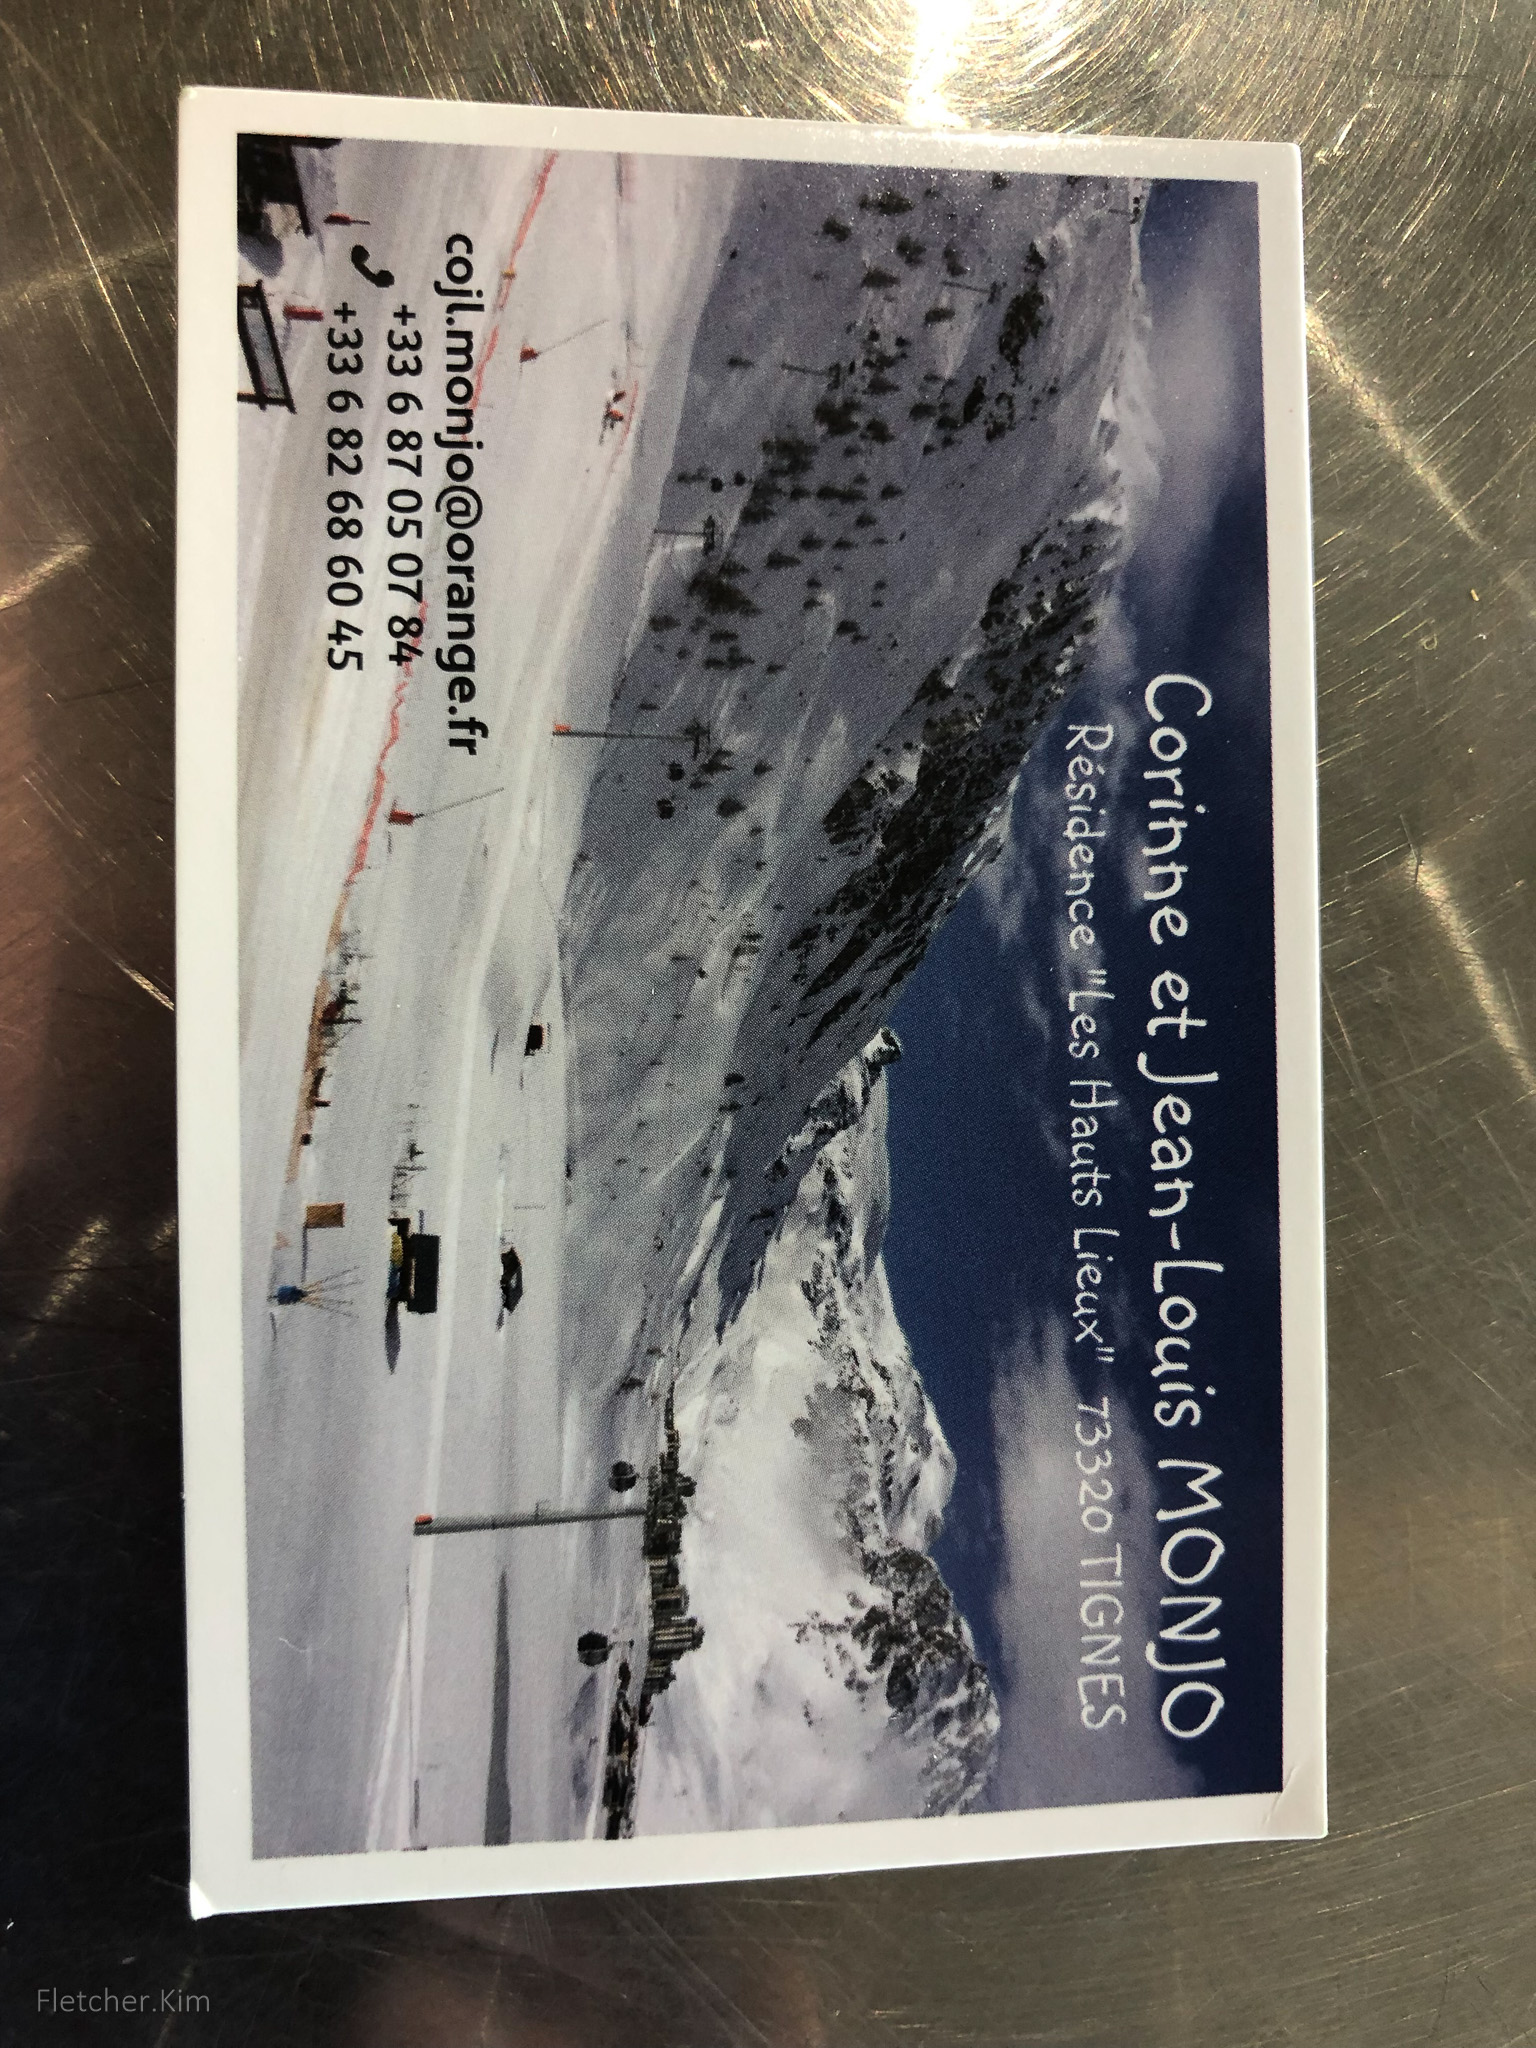 Corinne et Jean-Louis MONJO
Résidence "Les Hauts Lieux" 73320 TIGNES
cojl.monjo@orange.fr
+33 6 87 05 07 84
+33 6 82 68 60 45
Fletcher.Kim